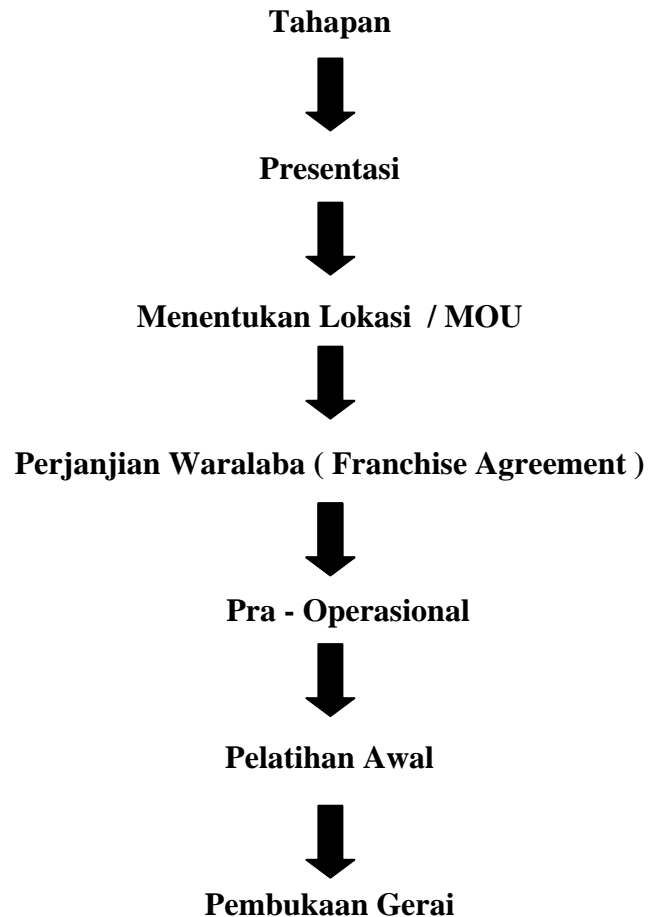 Tahapan
Presentasi
Menentukan Lokasi / MOU
Perjanjian Waralaba ( Franchise Agreement )
Pra - Operasional
Pelatihan Awal
Pembukaan Gerai